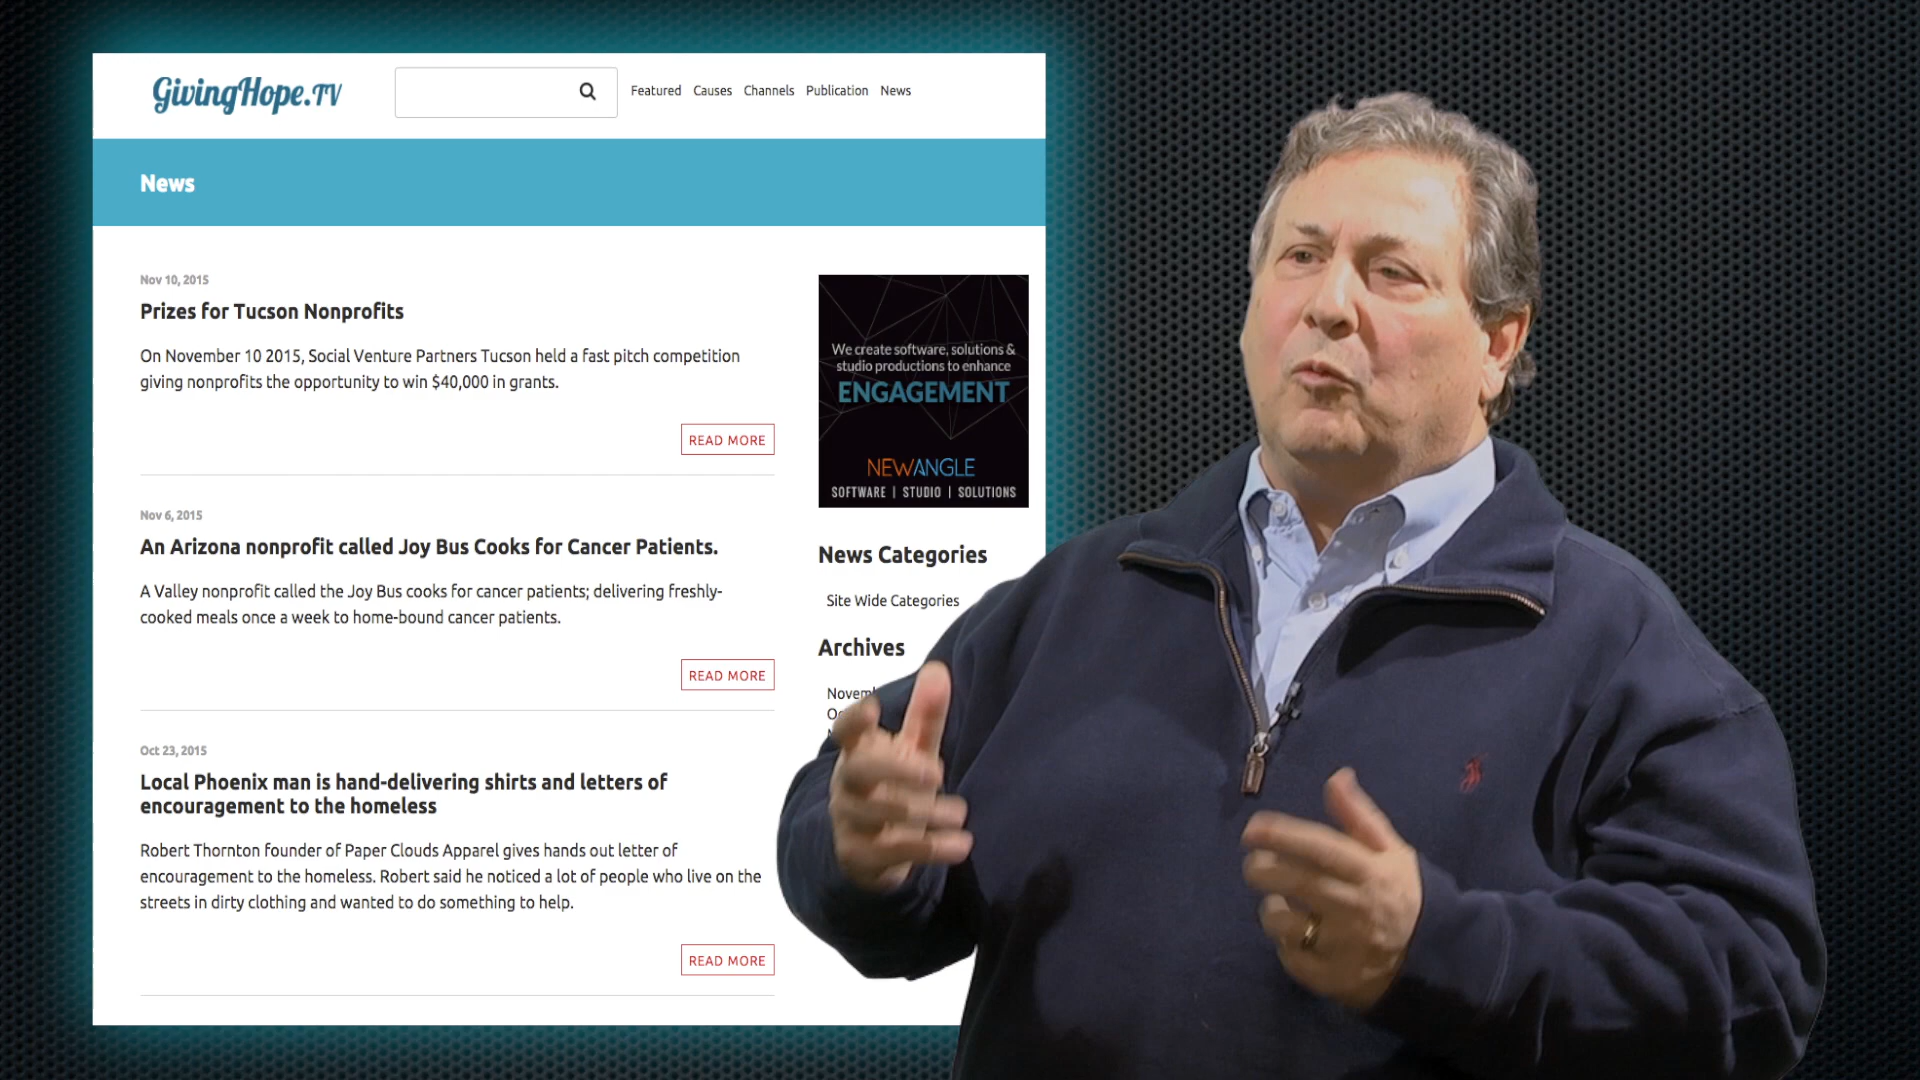 GivingHope.TV
Featured Causes Channels Publication News
News
Nov 10, 2015
Prizes for Tucson Nonprofits
On November 10 2015, Social Venture Partners Tucson held a fast pitch competition
giving nonprofits the opportunity to win $40,000 in grants.
READ MORE
Nov 6, 2015
An Arizona nonprofit called Joy Bus Cooks for Cancer Patients.
A Valley nonprofit called the Joy Bus cooks for cancer patients; delivering freshly-
cooked meals once a week to home-bound cancer patients.
READ MORE
Oct 23, 2015
Local Phoenix man is hand-delivering shirts and letters of
encouragement to the homeless
Robert Thornton founder of Paper Clouds Apparel gives hands out letter of
encouragement to the homeless. Robert said he noticed a lot of people who live on the
streets in dirty clothing and wanted to do something to help.
READ MORE
We create software, solutions &
studio productions to enhance
ENGAGEMENT
NEWANGLE
SOFTWARE | STUDIO | SOLUTIONS
News Categories
Site Wide Categories
Archives